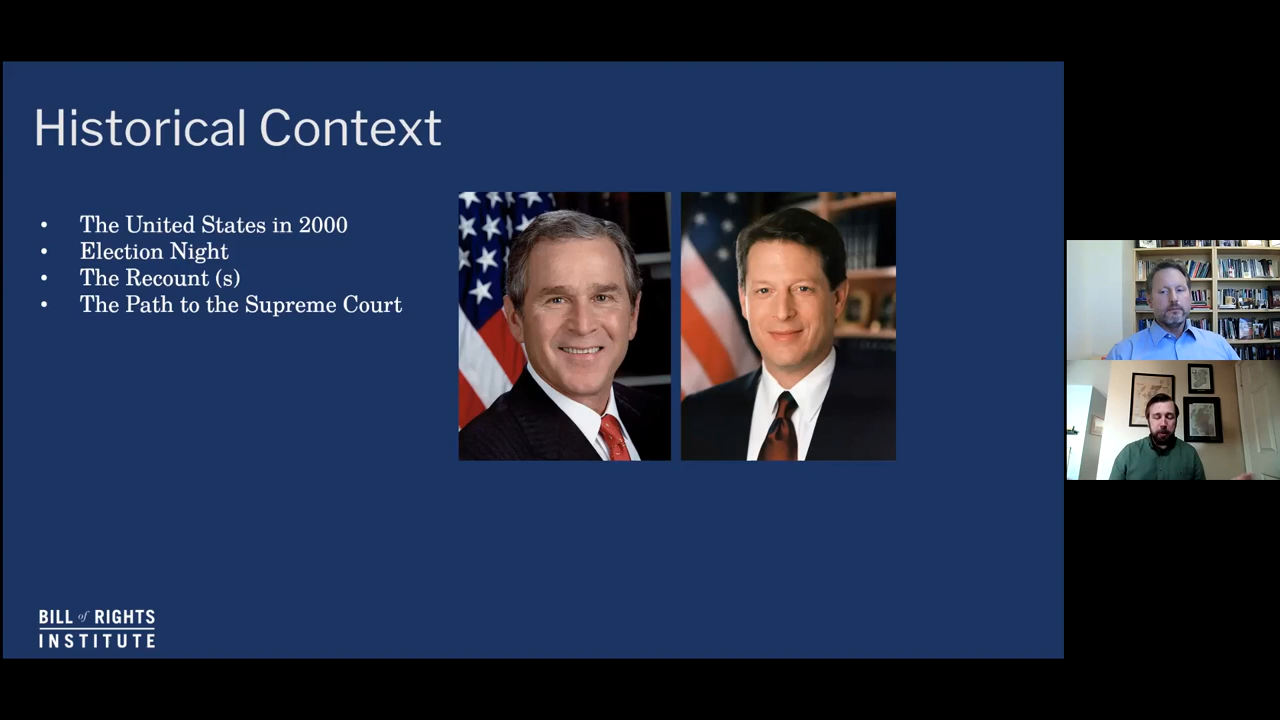 Historical Context
• The United States in 2000
• Election Night
• The Recount (s)
• The Path to the Supreme Court
BILL of RIGHTS
INSTITUTE